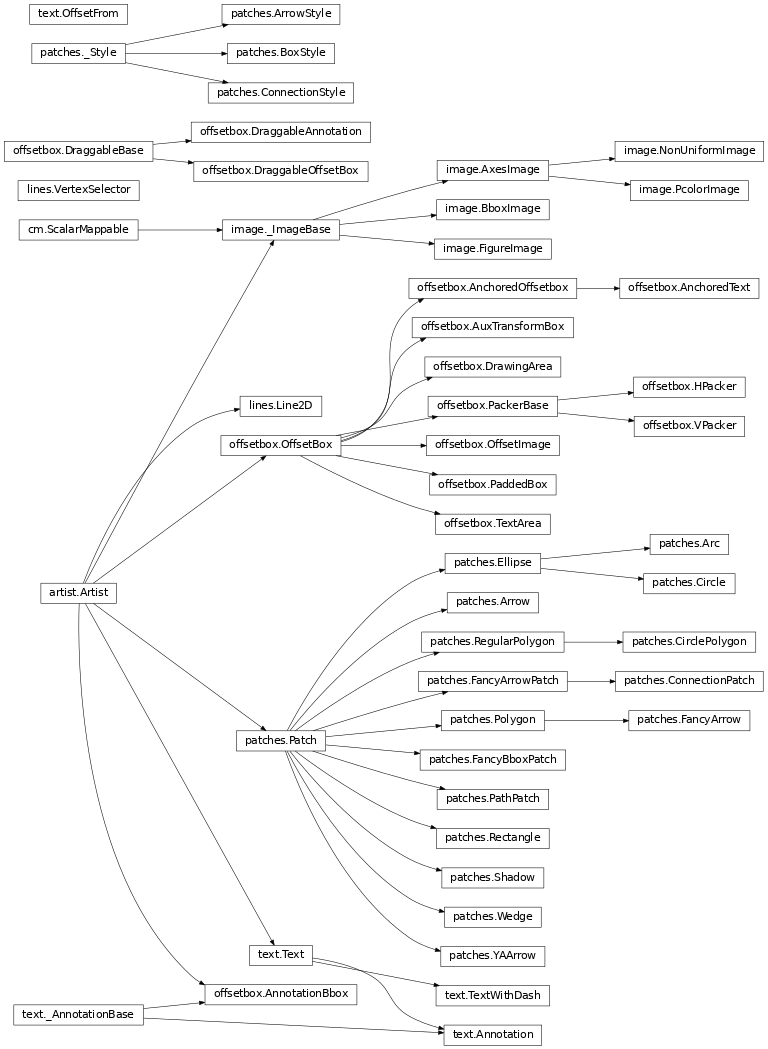 text.OffsetFrom
patches.ArrowStyle
patches._Style
patches.BoxStyle
patches.ConnectionStyle
offsetbox.DraggableAnnotation
offsetbox.DraggableBase
image.NonUniformImage
offsetbox.DraggableOffsetBox
image.AxesImage
lines.VertexSelector
image.PcolorImage
image.BboxImage
cm.ScalarMappable
image._ImageBase
image.FigureImage
offsetbox.AnchoredOffsetbox
offsetbox.AnchoredText
offsetbox.AuxTransformBox
offsetbox.DrawingArea
offsetbox.HPacker
lines.Line2D
offsetbox.PackerBase
offsetbox.VPacker
offsetbox.OffsetBox
offsetbox.OffsetImage
offsetbox.PaddedBox
offsetbox.TextArea
patches.Arc
patches.Ellipse
patches.Circle
artist.Artist
patches.Arrow
patches.RegularPolygon
patches.CirclePolygon
patches.FancyArrowPatch
patches.ConnectionPatch
patches.Polygon
patches.FancyArrow
patches.Patch
patches.FancyBboxPatch
patches.PathPatch
patches.Rectangle
patches.Shadow
patches.Wedge
text.Text
patches.YAArrow
offsetbox.AnnotationBbox
text.TextWithDash
text._AnnotationBase
text.Annotation